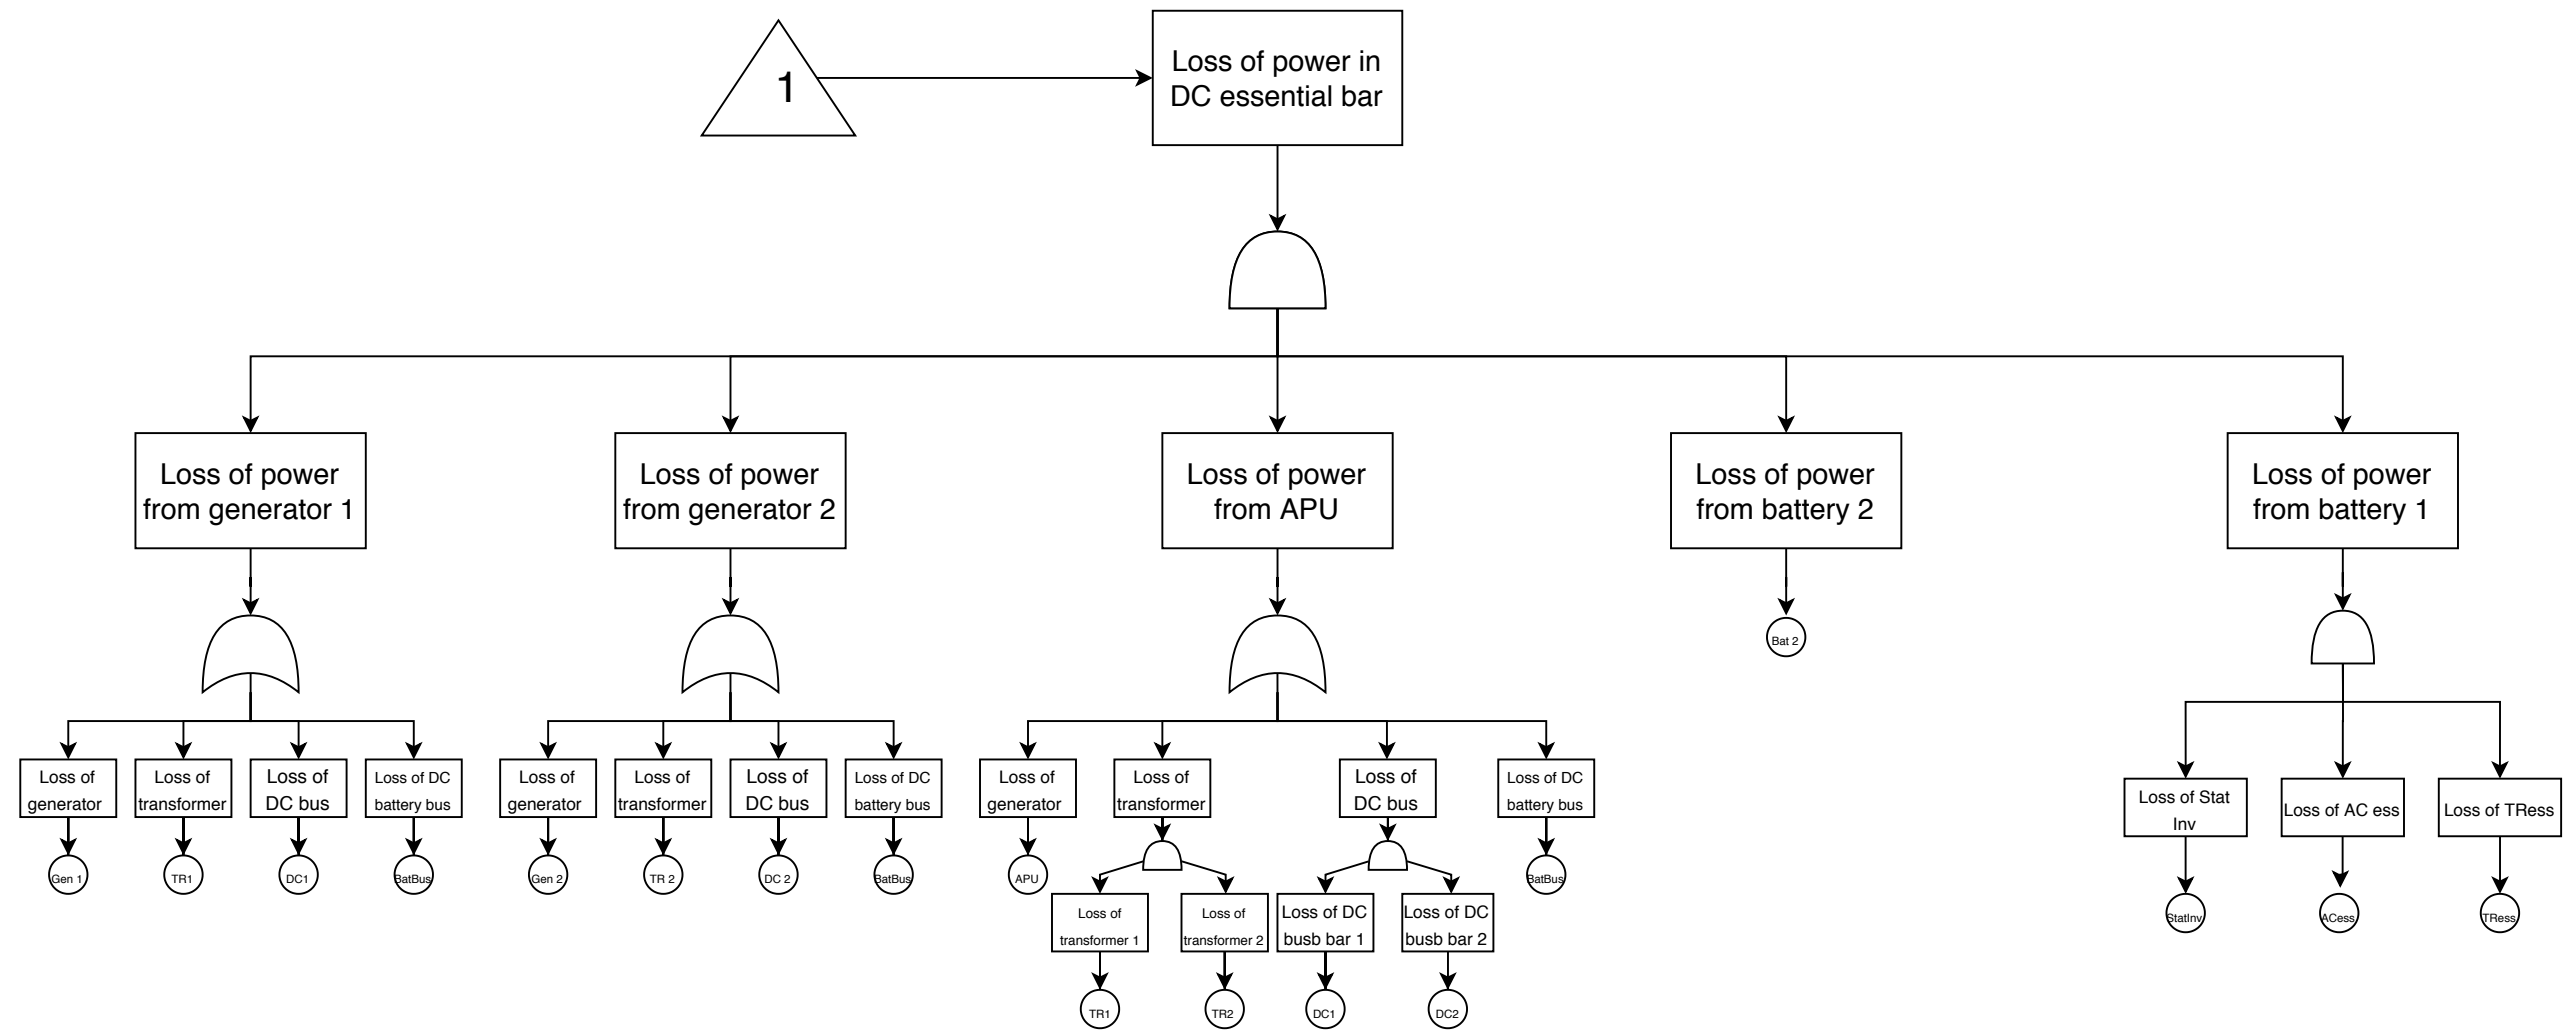 1
Loss of power in
DC essential bar
Loss of power
from generator 1
Loss of power
from generator 2
Loss of power
from APU
Loss of power
from battery 2
Loss of power
from battery 1
Bat 2
Loss of
generator
Loss of
transformer
Loss of
DC bus
Loss of DC
battery bus
Loss of
generator
Loss of
transformer
Loss of
DC bus
Loss of DC
battery bus
Loss of
generator
Loss of
transformer
Loss of
DC bus
Loss of DC
battery bus
Loss of Stat
Inv
Loss of AC ess
Loss of TRess
Gen 1
TR1
DC1
BatBus
Gen 2
TR 2
DC 2
BatBus
APU
BatBus
Loss of
transformer 1
Loss of
transformer 2
Loss of DC
busb bar 1
Loss of DC
busb bar 2
StatInv
ACess
TRess
TR1
TR2
DC1
DC2